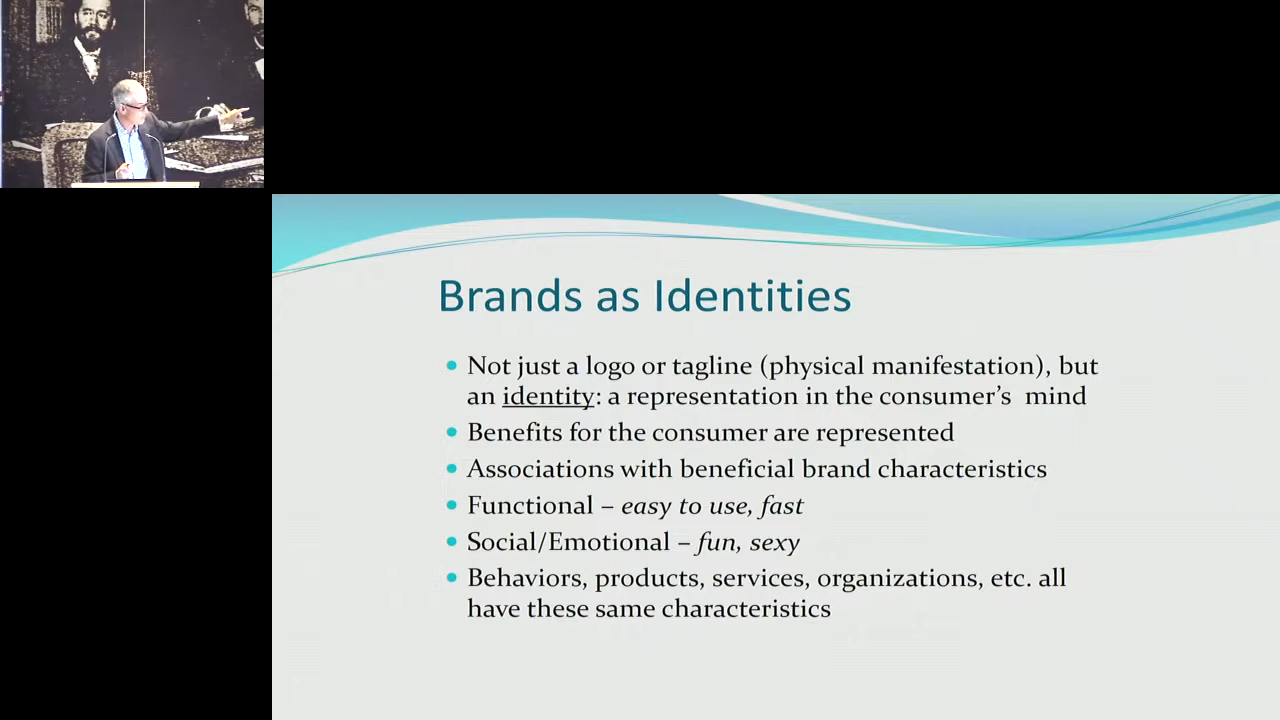 Brands as Identities
• Not just a logo or tagline (physical manifestation), but
an identity: a representation in the consumer’s  mind
• Benefits for the consumer are represented
• Associations with beneficial brand characteristics
• Functional – easy to use, fast
• Social/Emotional – fun, sexy
• Behaviors, products, services, organizations, etc. all
have these same characteristics